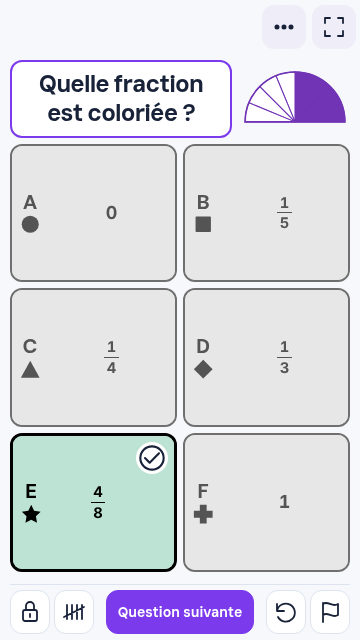 Quelle fraction
est coloriée ?
A
0
B
1
5
C
1
4
D
1
3
E
4
8
F
1
Question suivante